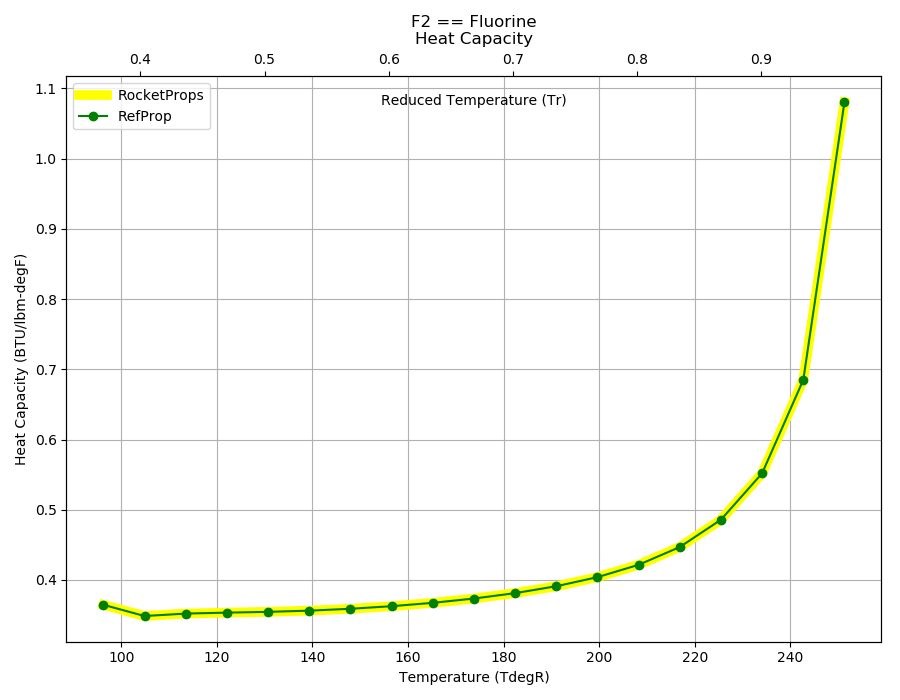 F2 == Fluorine
Heat Capacity
0.4 0.5 0.6 0.7 0.8 0.9
Reduced Temperature (Tr)
RocketProps
RefProp
1.1
1.0
0.9
0.8
0.7
0.6
0.5
0.4
Heat Capacity (BTU/lbm-degF)
100 120 140 160 180 200 220 240
Temperature (TdegR)